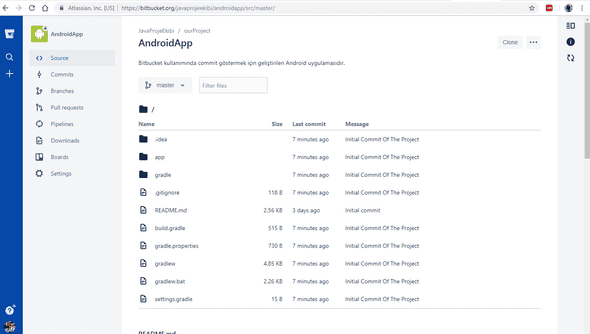 Atlassian, Inc. [US] | https://bitbucket.org/javaprojeekibi/androidapp/src/master/
AndroidApp
Source
Commits
Branches
Pull requests
Pipelines
Downloads
Boards
Settings
JavaProjeEkibi / ourProject
AndroidApp
Clone
Bitbucket kullanımında commit göstermek için geliştirilen Android uygulamasıdır.
master
Filter files
/
Name Size Last commit Message
.idea 7 minutes ago Initial Commit Of The Project
app 7 minutes ago Initial Commit Of The Project
gradle 7 minutes ago Initial Commit Of The Project
.gitignore 118 B 7 minutes ago Initial Commit Of The Project
README.md 2.56 KB 3 days ago Initial commit
build.gradle 515 B 7 minutes ago Initial Commit Of The Project
gradle.properties 730 B 7 minutes ago Initial Commit Of The Project
gradlew 4.85 KB 7 minutes ago Initial Commit Of The Project
gradlew.bat 2.26 KB 7 minutes ago Initial Commit Of The Project
settings.gradle 15 B 7 minutes ago Initial Commit Of The Project
README.md